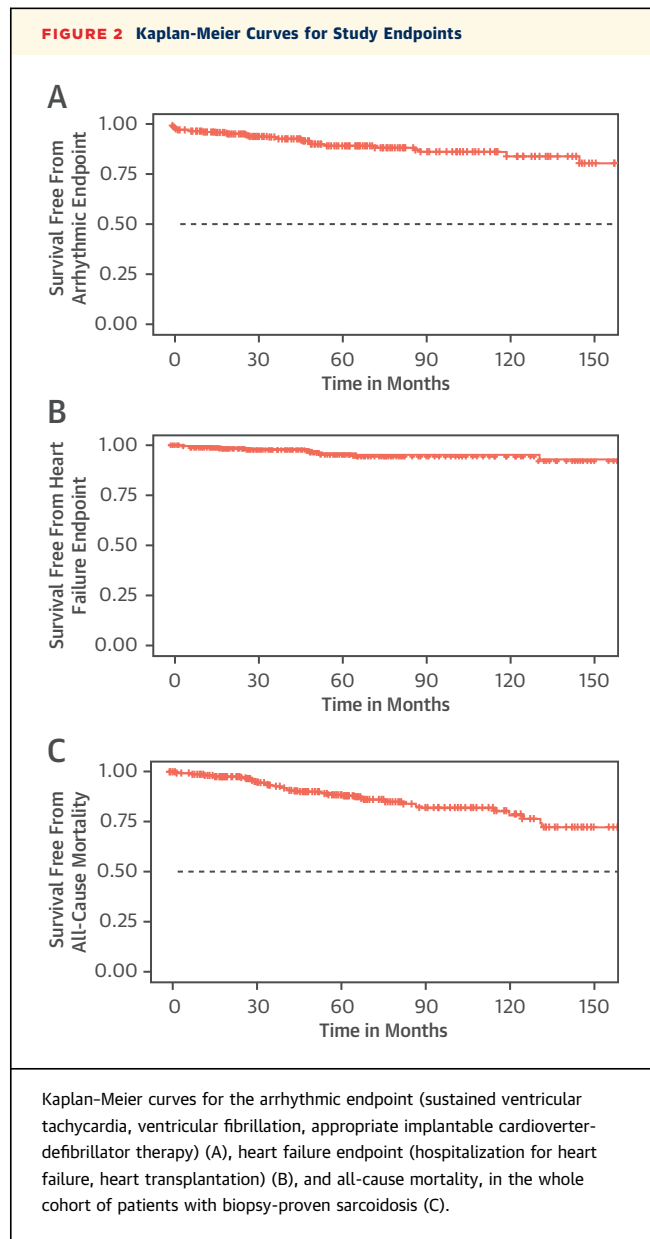 FIGURE 2 Kaplan-Meier Curves for Study Endpoints
A
Survival Free From
Arrhythmic Endpoint
1.00
0.75
0.50
0.25
0.00
0 30 60 90 120 150
Time in Months
B
Survival Free From Heart
Failure Endpoint
1.00
0.75
0.50
0.25
0.00
0 30 60 90 120 150
Time in Months
C
Survival Free From
All-Cause Mortality
1.00
0.75
0.50
0.25
0.00
0 30 60 90 120 150
Time in Months
Kaplan-Meier curves for the arrhythmic endpoint (sustained ventricular
tachycardia, ventricular fibrillation, appropriate implantable cardioverter-
defibrillator therapy) (A), heart failure endpoint (hospitalization for heart
failure, heart transplantation) (B), and all-cause mortality, in the whole
cohort of patients with biopsy-proven sarcoidosis (C).